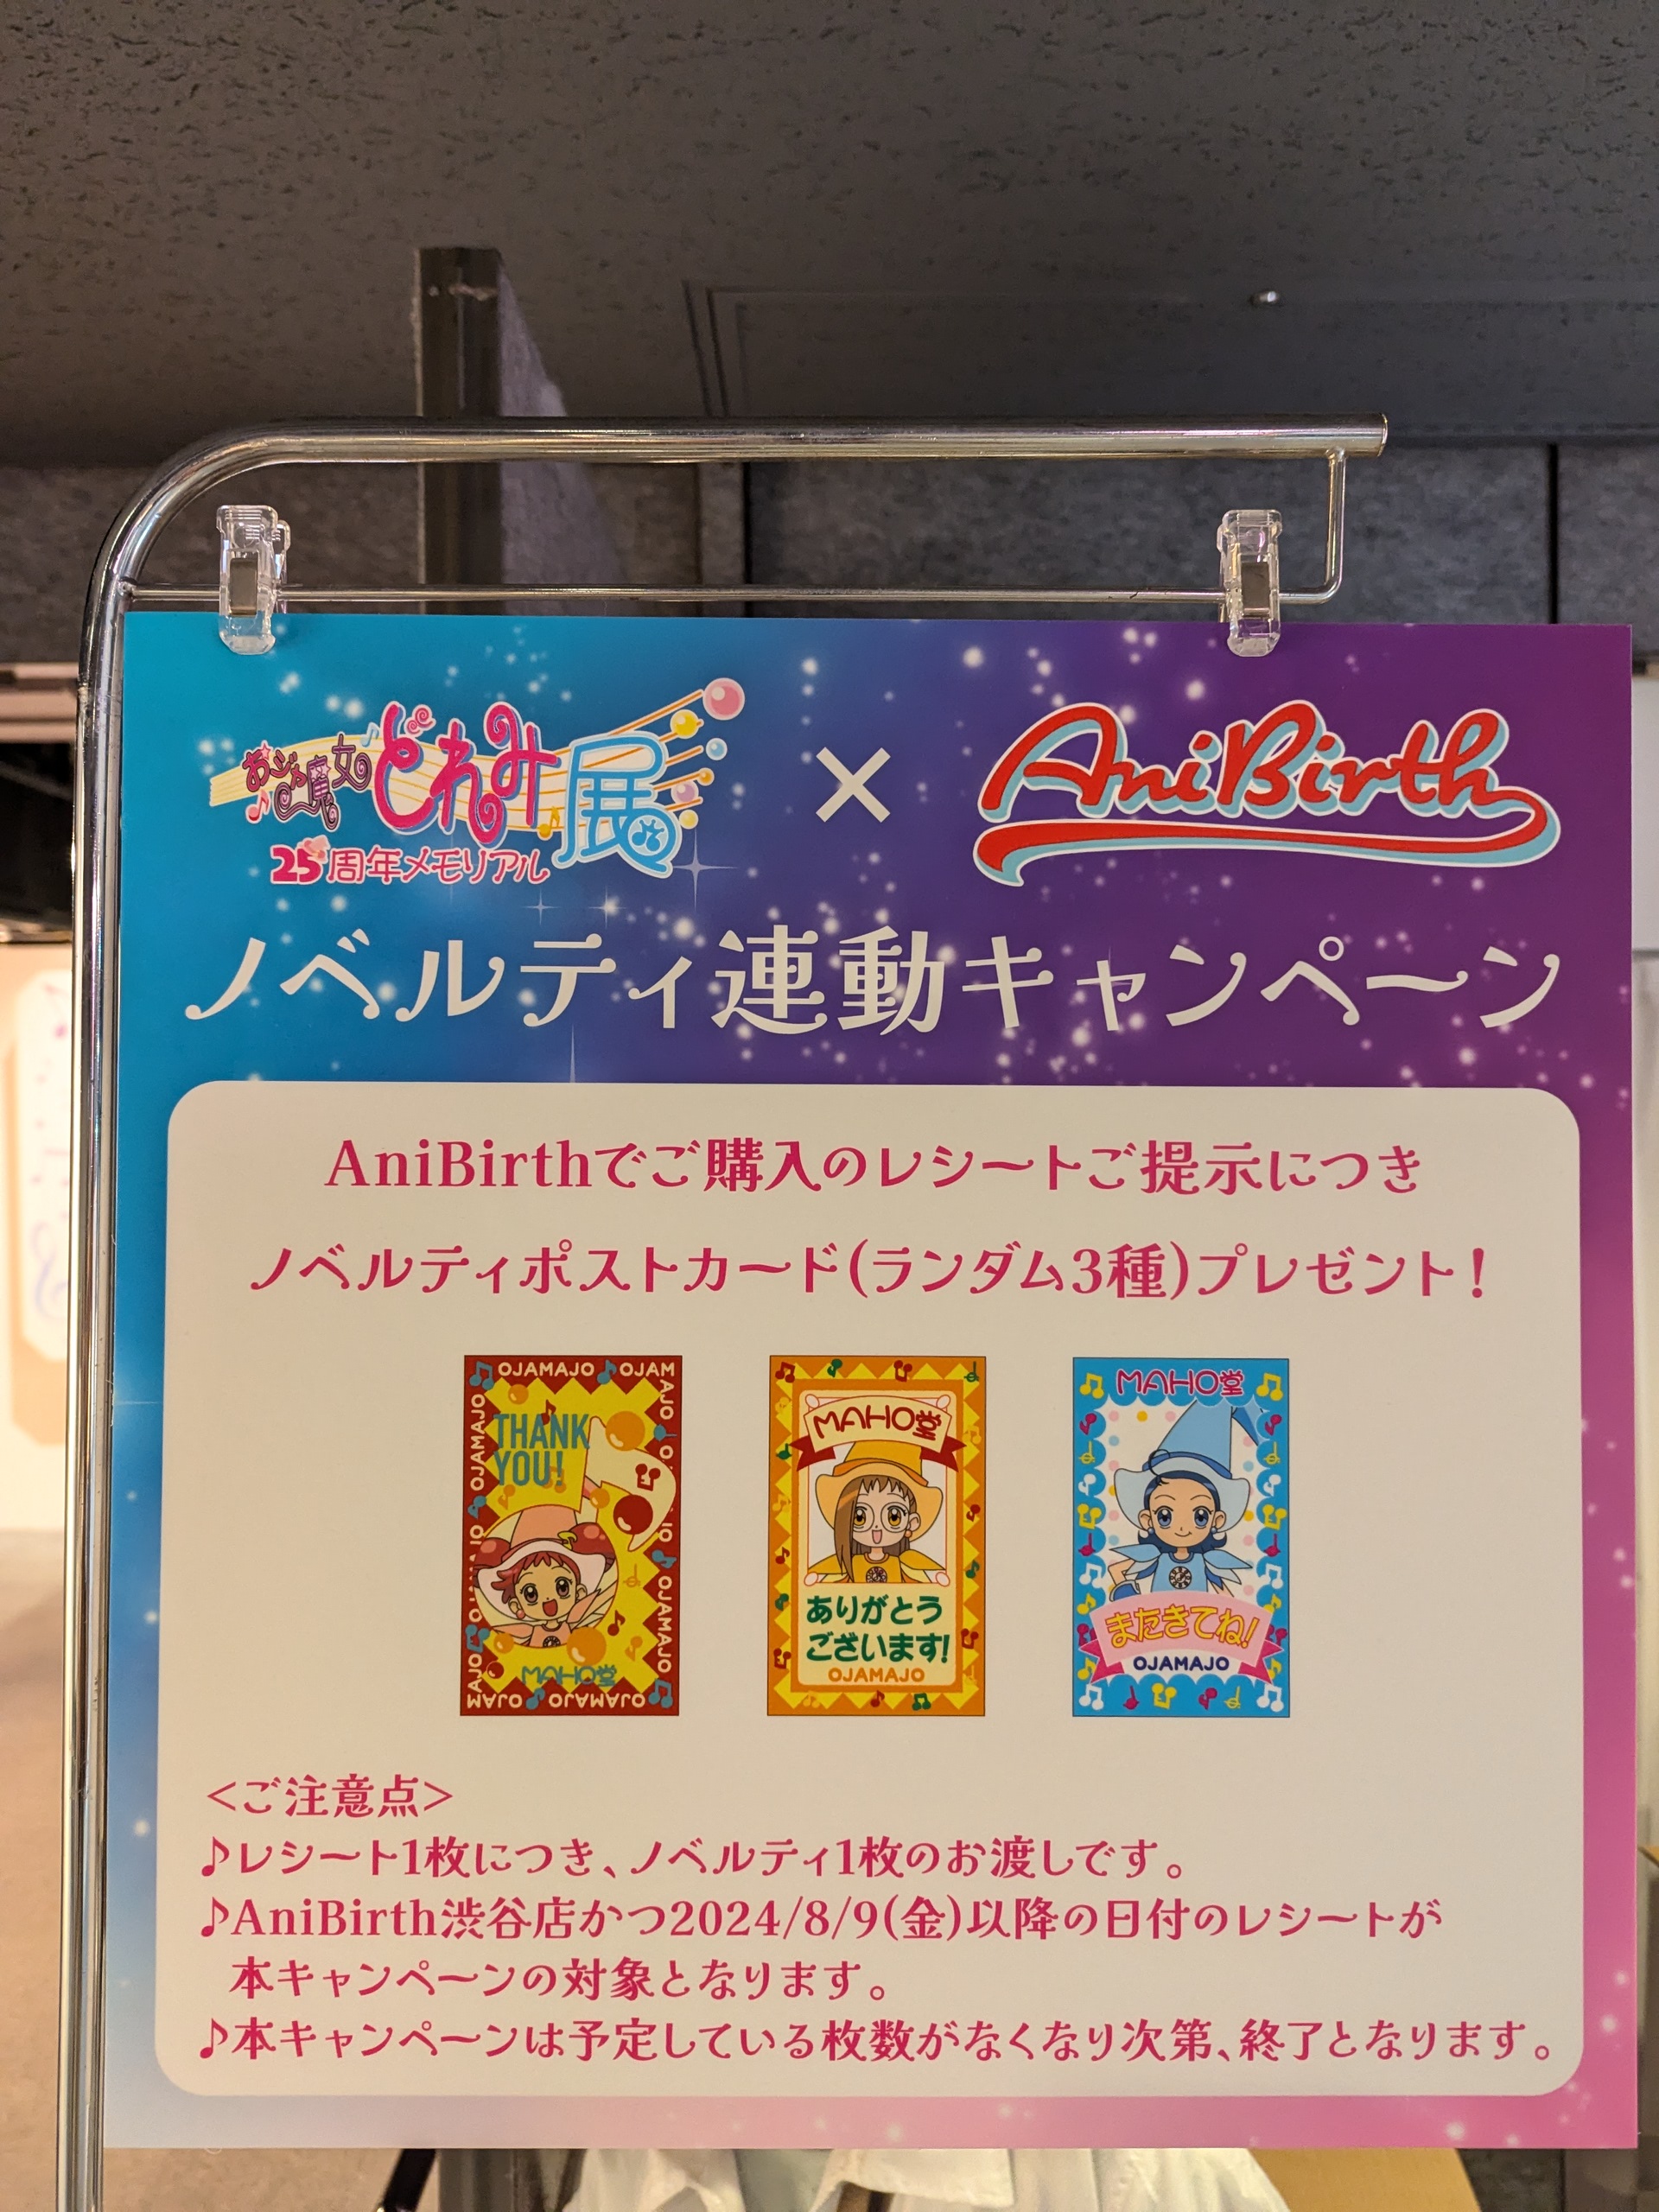 おジャ魔女どれみ展
25周年メモリアル
×
AniBirth
ノベルティ連動キャンペーン
AniBirthでご購入のレシートご提示につき
ノベルティポストカード(ランダム3種)プレゼント!
OJAMAJO OJAM
AJO
OJAMAJO
THANK
YOU!
OJAMAJO
MAHO堂
OJAMAJO OJAMAJO
MAHO堂
ありがとう
ございます!
OJAMAJO
MAHO堂
またきてね!
OJAMAJO
<ご注意点>
♪レシート1枚につき、ノベルティ1枚のお渡しです。
♪AniBirth渋谷店かつ2024/8/9(金)以降の日付のレシートが
本キャンペーンの対象となります。
♪本キャンペーンは予定している枚数がなくなり次第、終了となります。